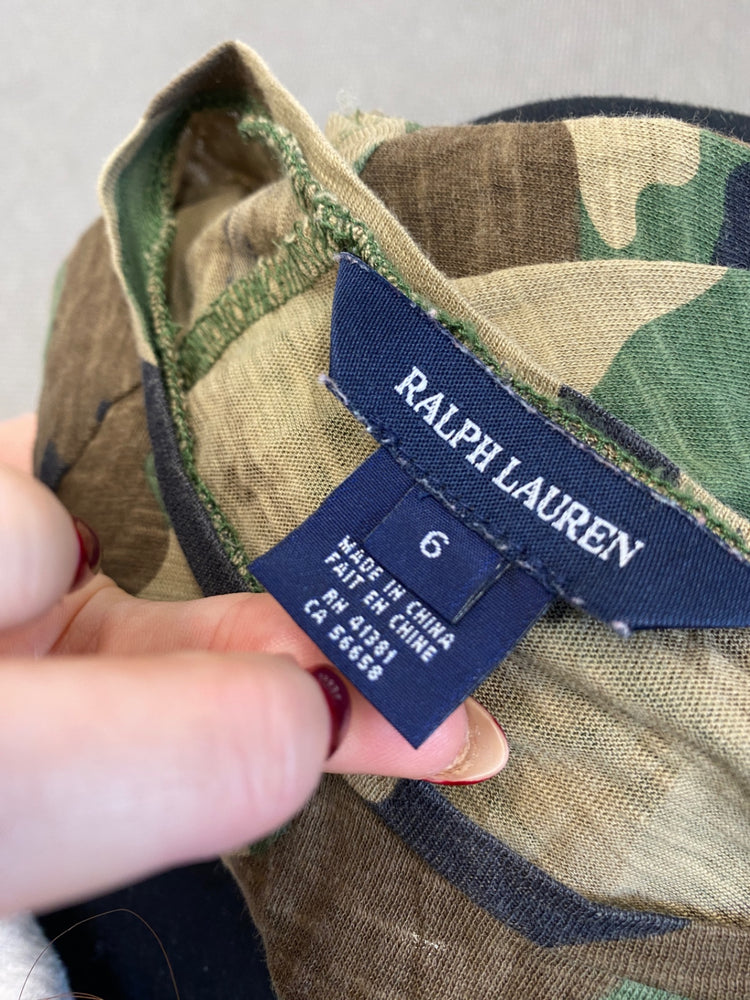 RALPH LAUREN
6
MADE IN CHINA
FAIT EN CHINE
RN 41381
CA 56658